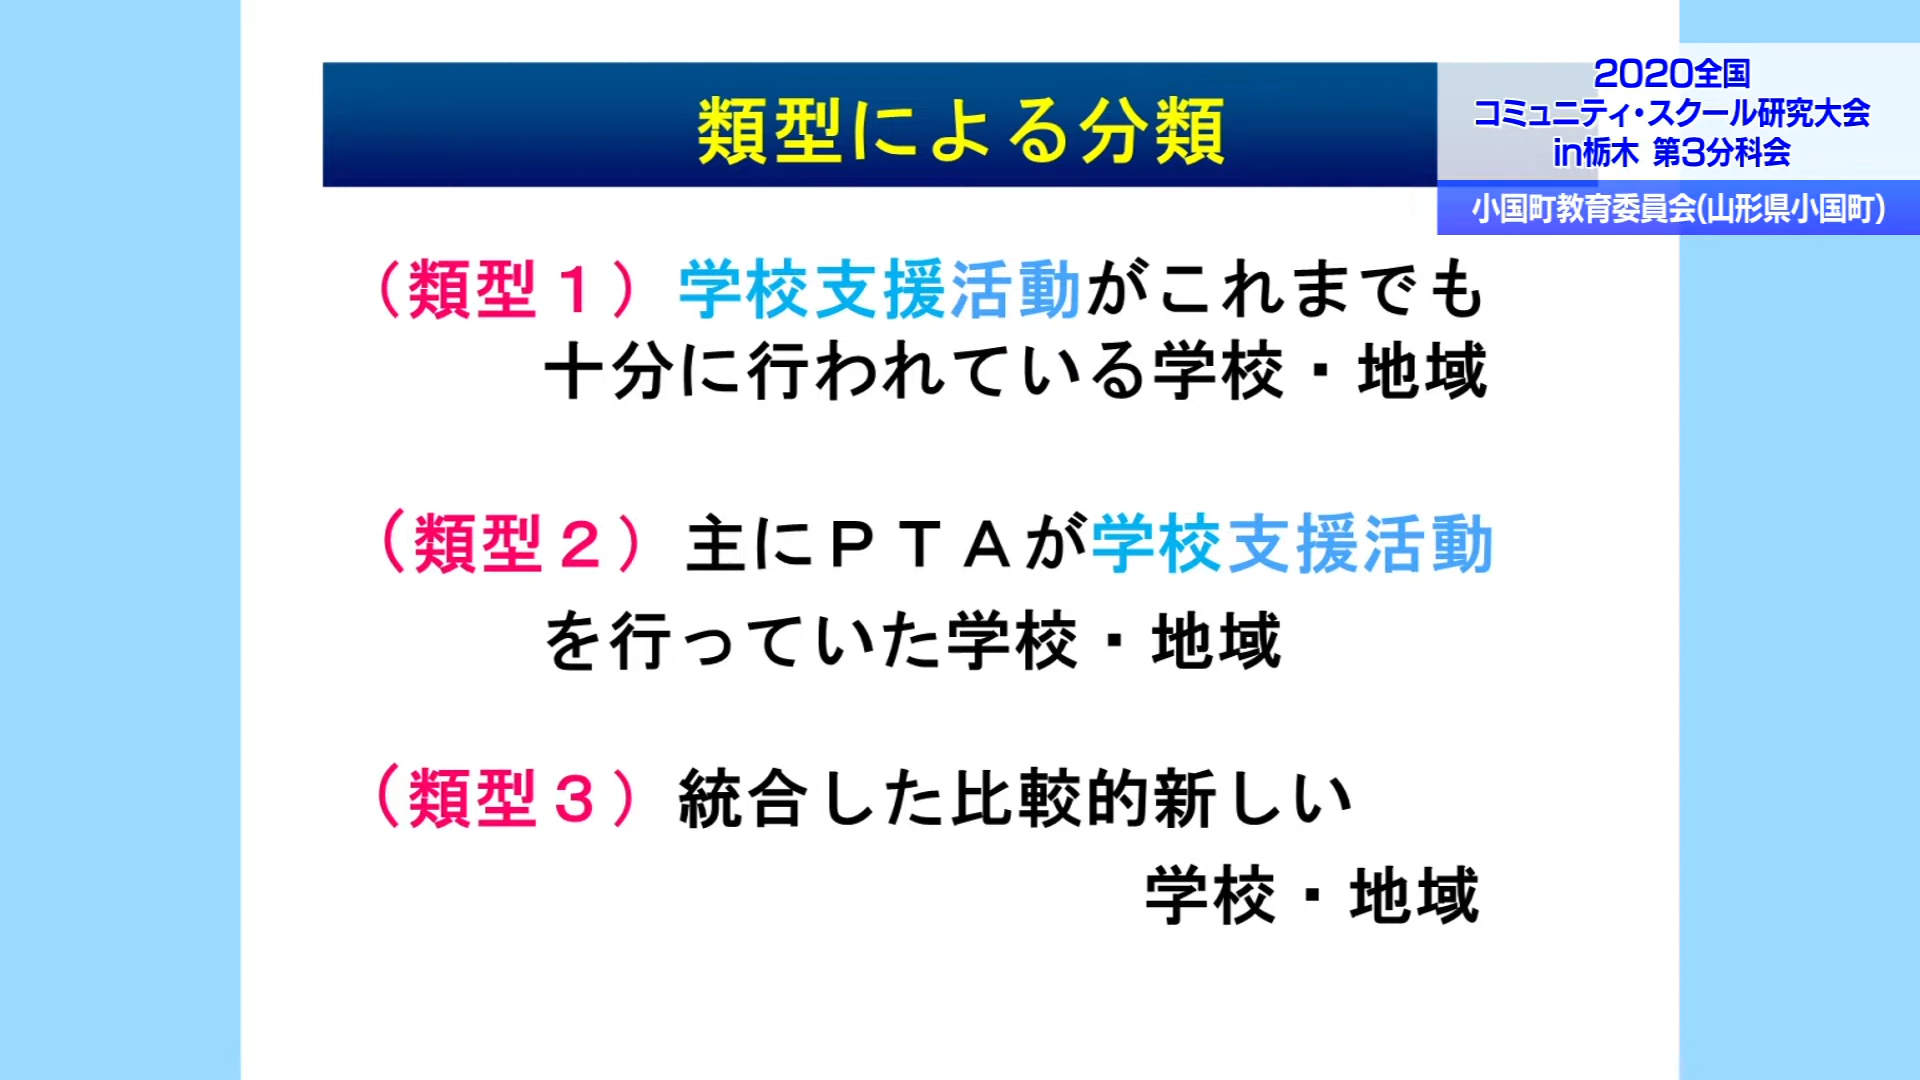 類型による分類
2020全国
コミュニティ・スクール研究大会
in栃木 第3分科会
小国町教育委員会(山形県小国町)
（類型１）学校支援活動がこれまでも
十分に行われている学校・地域
（類型２）主にＰＴＡが学校支援活動
を行っていた学校・地域
（類型３）統合した比較的新しい
学校・地域